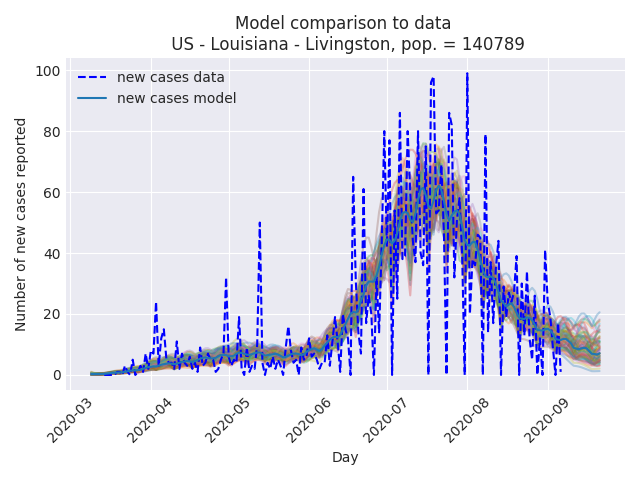 Model comparison to data
US - Louisiana - Livingston, pop. = 140789
new cases data
new cases model
Number of new cases reported
100
80
60
40
20
0
2020-03
2020-04
2020-05
2020-06
2020-07
2020-08
2020-09
Day